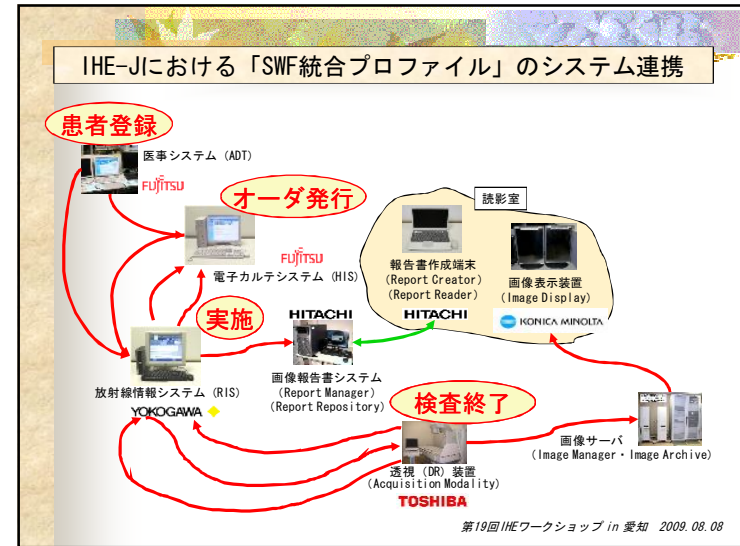 IHE-Jにおける「SWF統合プロファイル」のシステム連携
患者登録
医事システム (ADT)
FUJITSU
オーダ発行
FUJITSU
電子カルテシステム (HIS)
読影室
報告書作成端末
(Report Creator)
(Report Reader)
HITACHI
画像表示装置
(Image Display)
KONICA MINOLTA
実施
HITACHI
放射線情報システム (RIS)
YOKOGAWA
画像報告書システム
(Report Manager)
(Report Repository)
検査終了
透視 (DR) 装置
(Acquisition Modality)
TOSHIBA
画像サーバ
(Image Manager・Image Archive)
第19回IHEワークショップ in 愛知 2009.08.08